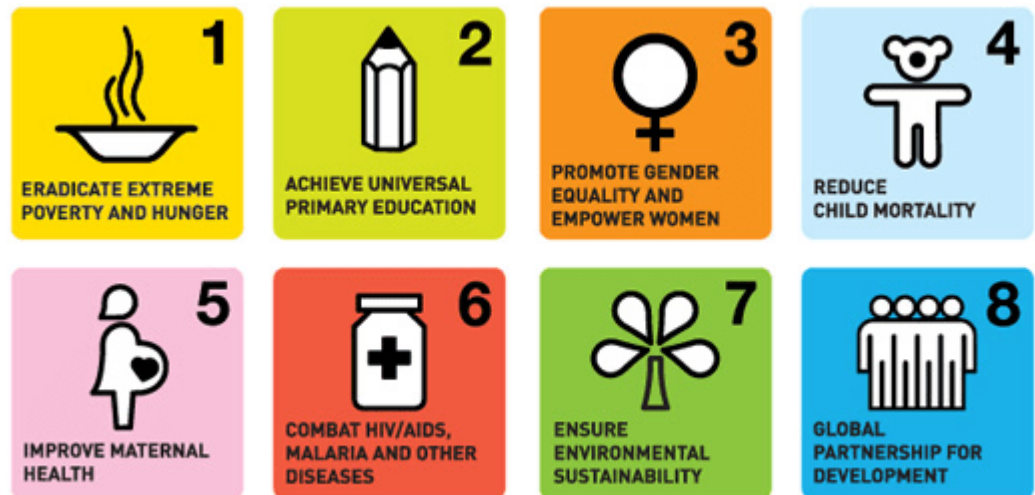 1
ERADICATE EXTREME
POVERTY AND HUNGER
2
ACHIEVE UNIVERSAL
PRIMARY EDUCATION
3
PROMOTE GENDER
EQUALITY AND
EMPOWER WOMEN
4
REDUCE
CHILD MORTALITY
5
IMPROVE MATERNAL
HEALTH
6
COMBAT HIV/AIDS,
MALARIA AND OTHER
DISEASES
7
ENSURE
ENVIRONMENTAL
SUSTAINABILITY
8
GLOBAL
PARTNERSHIP FOR
DEVELOPMENT